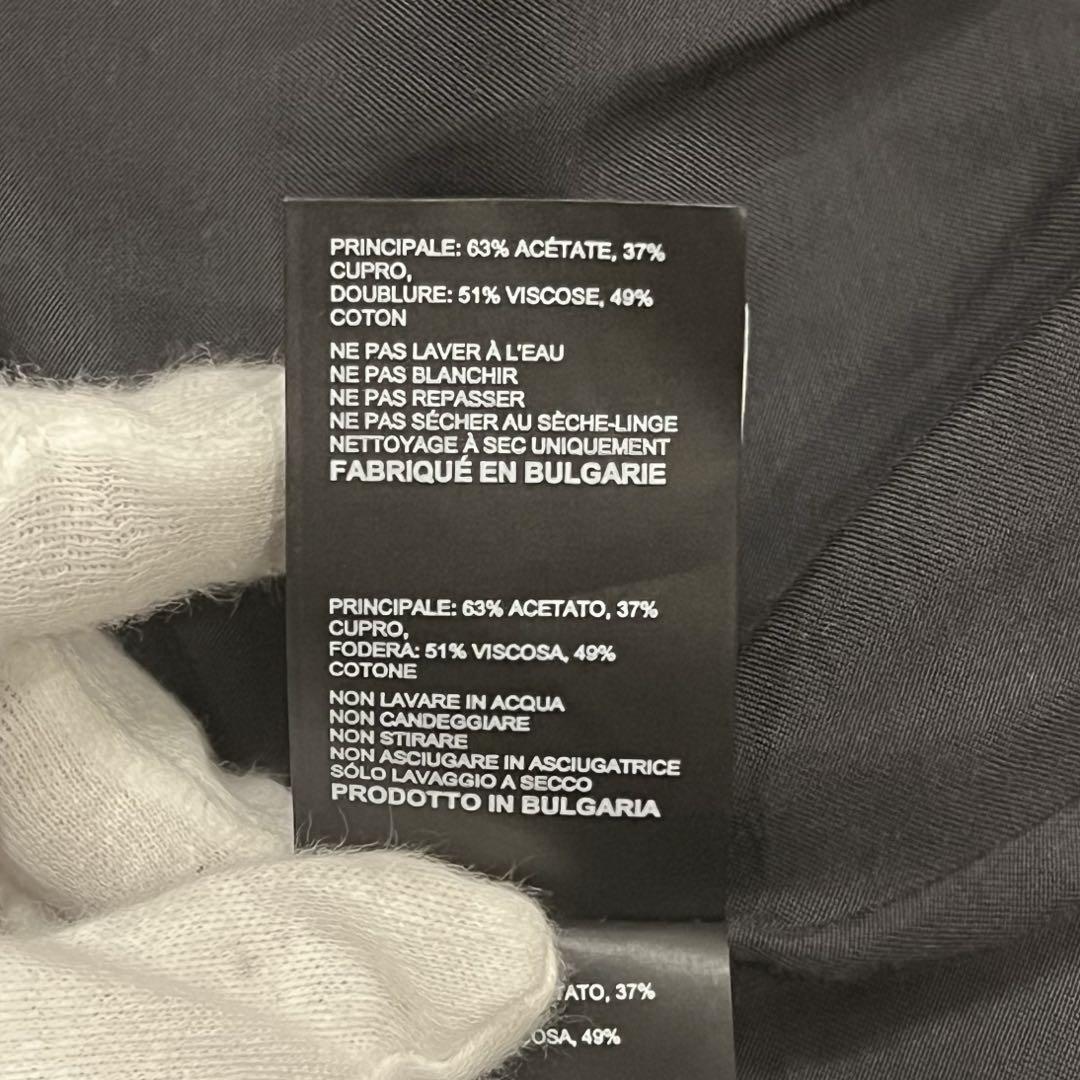 PRINCIPALE: 63% ACÉTATE, 37%
CUPRO,
DOUBLURE: 51% VISCOSE, 49%
COTON
NE PAS LAVER À L'EAU
NE PAS BLANCHIR
NE PAS REPASSER
NE PAS SÉCHER AU SÈCHE-LINGE
NETTOYAGE À SEC UNIQUEMENT
FABRIQUÉ EN BULGARIE
PRINCIPALE: 63% ACETATO, 37%
CUPRO,
FODERA: 51% VISCOSA, 49%
COTONE
NON LAVARE IN ACQUA
NON CANDEGGIARE
NON STIRARE
NON ASCIUGARE IN ASCIUGATRICE
SÓLO LAVAGGIO A SECCO
PRODOTTO IN BULGARIA
TATO, 37%
OSA, 49%